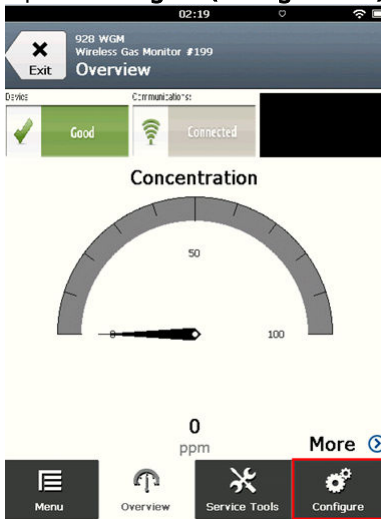 02:19
928 WGM
Wireless Gas Monitor #199
Exit
Overview
Device
Communications:
Good
Connected
Concentration
50
0
100
0
ppm
More
Menu
Overview
Service Tools
Configure